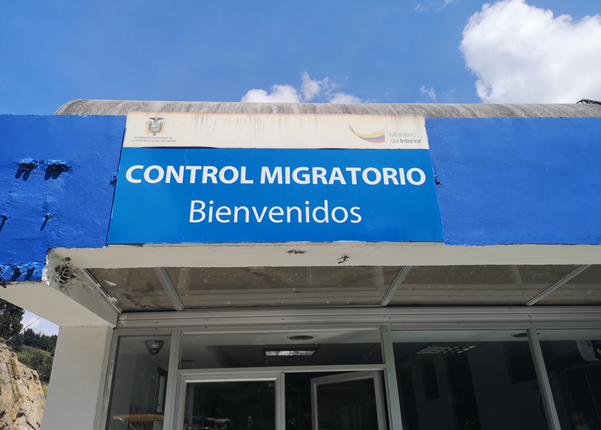 Ministerio
del Interior
CONTROL MIGRATORIO
Bienvenidos